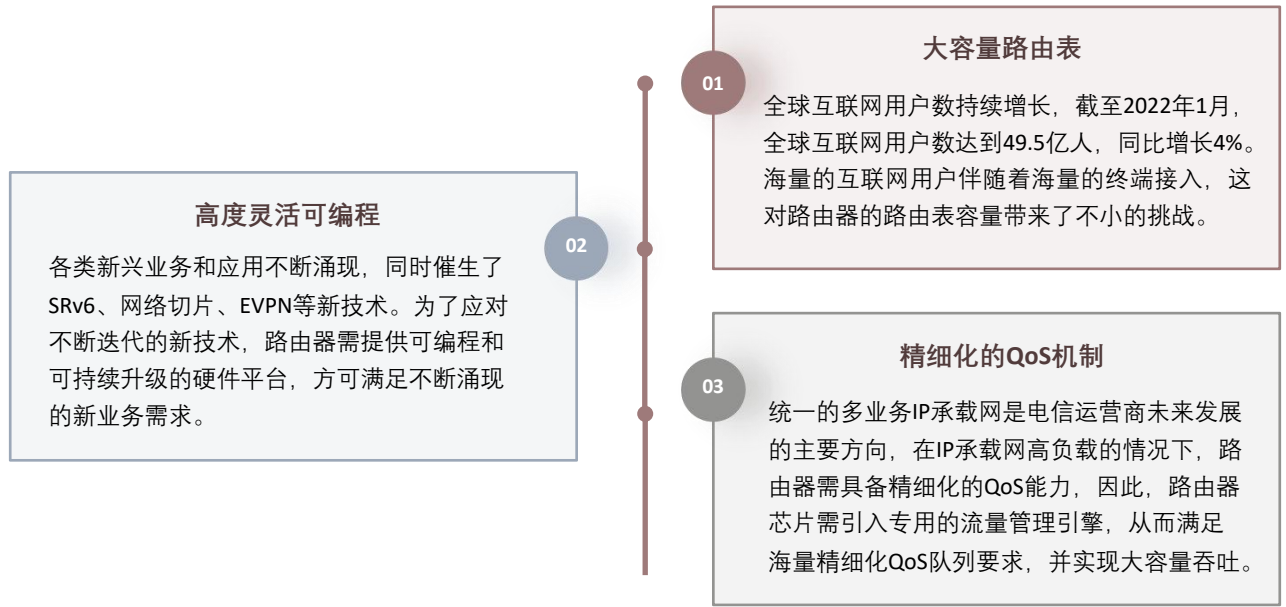 01
大容量路由表
全球互联网用户数持续增长，截至2022年1月，
全球互联网用户数达到49.5亿人，同比增长4%。
海量的互联网用户伴随着海量的终端接入，这
对路由器的路由表容量带来了不小的挑战。
02
高度灵活可编程
各类新兴业务和应用不断涌现，同时催生了
SRv6、网络切片、EVPN等新技术。为了应对
不断迭代的新技术，路由器需提供可编程和
可持续升级的硬件平台，方可满足不断涌现
的新业务需求。
03
精细化的QoS机制
统一的多业务IP承载网是电信运营商未来发展
的主要方向，在IP承载网高负载的情况下，路
由器需具备精细化的QoS能力，因此，路由器
芯片需引入专用的流量管理引擎，从而满足
海量精细化QoS队列要求，并实现大容量吞吐。